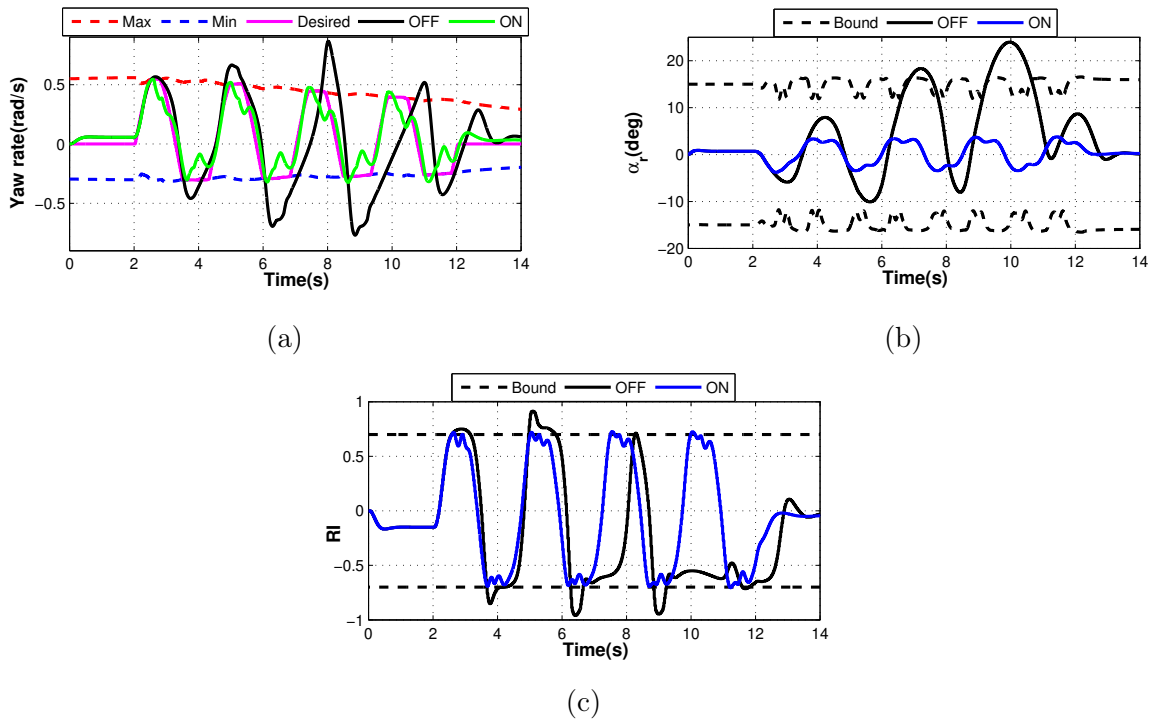 Max Min Desired OFF ON
Yaw rate(rad/s)
0.5
0
−0.5
0 2 4 6 8 10 12 14
Time(s)
(a)
Bound OFF ON
αr(deg)
20
10
0
−10
−20
0 2 4 6 8 10 12 14
Time(s)
(b)
Bound OFF ON
RI
1
0.5
0
−0.5
−1
0 2 4 6 8 10 12 14
Time(s)
(c)